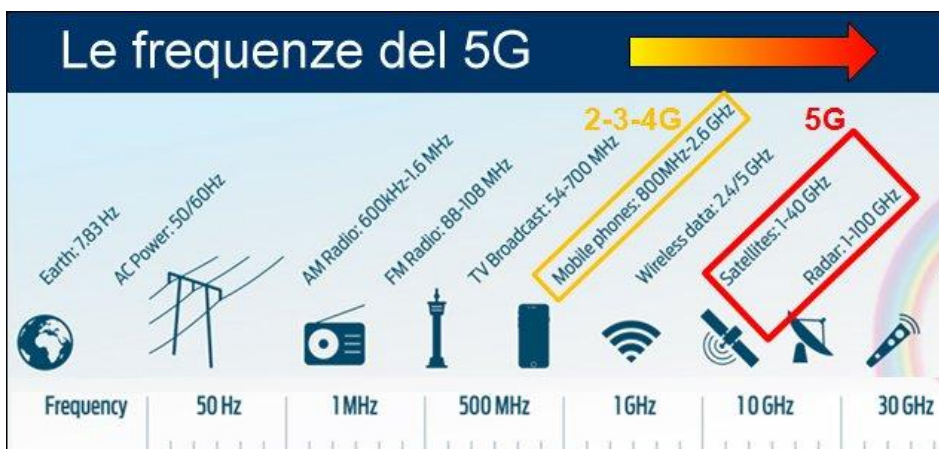 Le frequenze del 5G
2-3-4G
5G
Earth: 7.83 Hz
AC Power: 50/60Hz
AM Radio: 600kHz-1.6 MHz
FM Radio: 88-108 MHz
TV Broadcast: 54-700 MHz
Mobile phones: 800MHz-2.6 GHz
Wireless data: 2.4/5 GHz
Satellites: 1-40 GHz
Radar: 1-100 GHz
Frequency
50 Hz
1 MHz
500 MHz
1 GHz
10 GHz
30 GHz